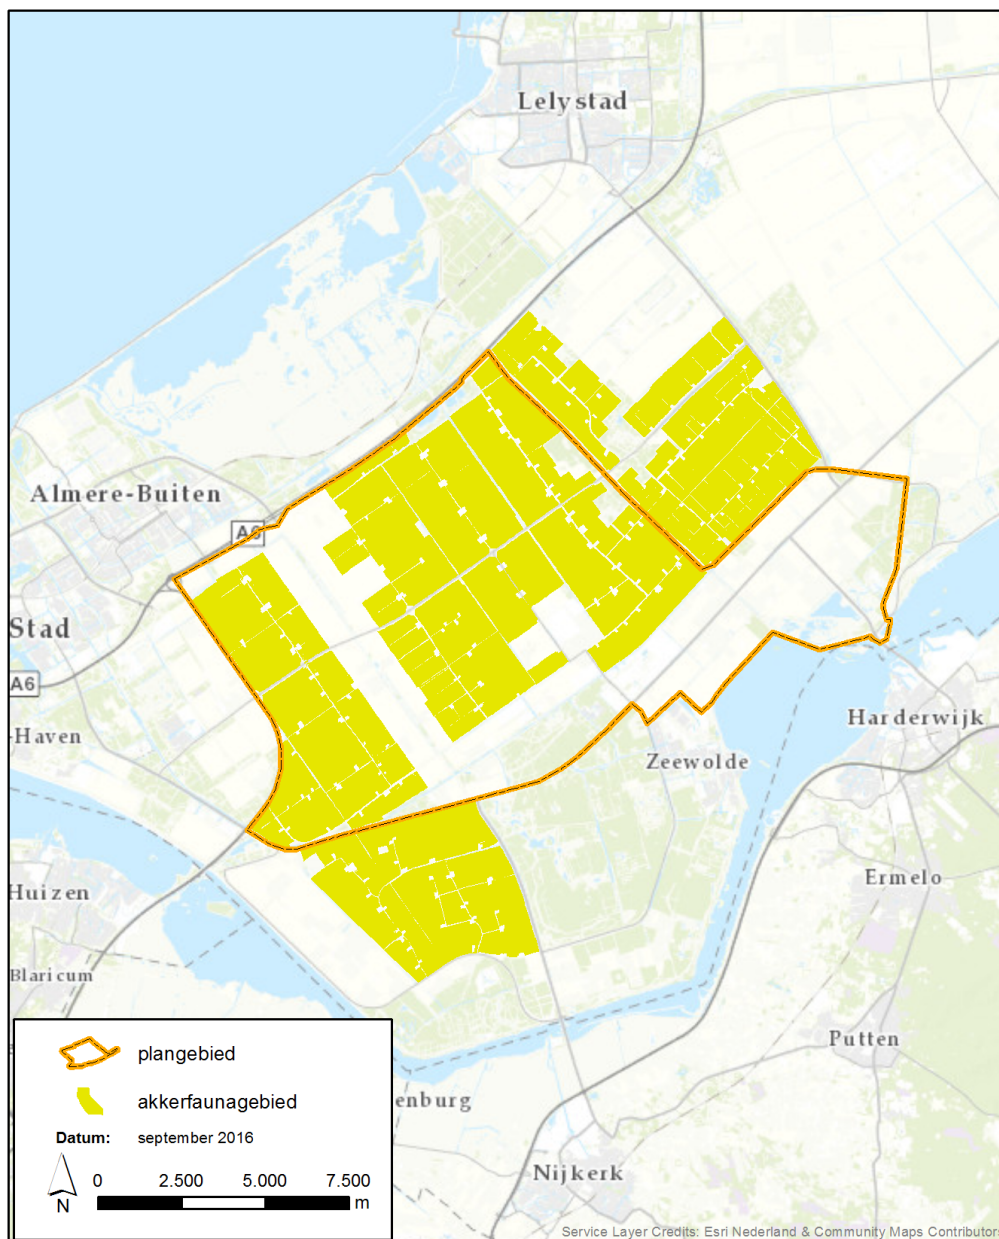 Lelystad
Almere-Buiten
A6
Stad
A6
-Haven
Harderwijk
Zeewolde
Huizen
Ermelo
Blaricum
Putten
enburg
Nijkerk
plangebied
akkerfaunagebied
Datum: september 2016
0 2.500 5.000 7.500
m
N
Service Layer Credits: Esri Nederland & Community Maps Contributors